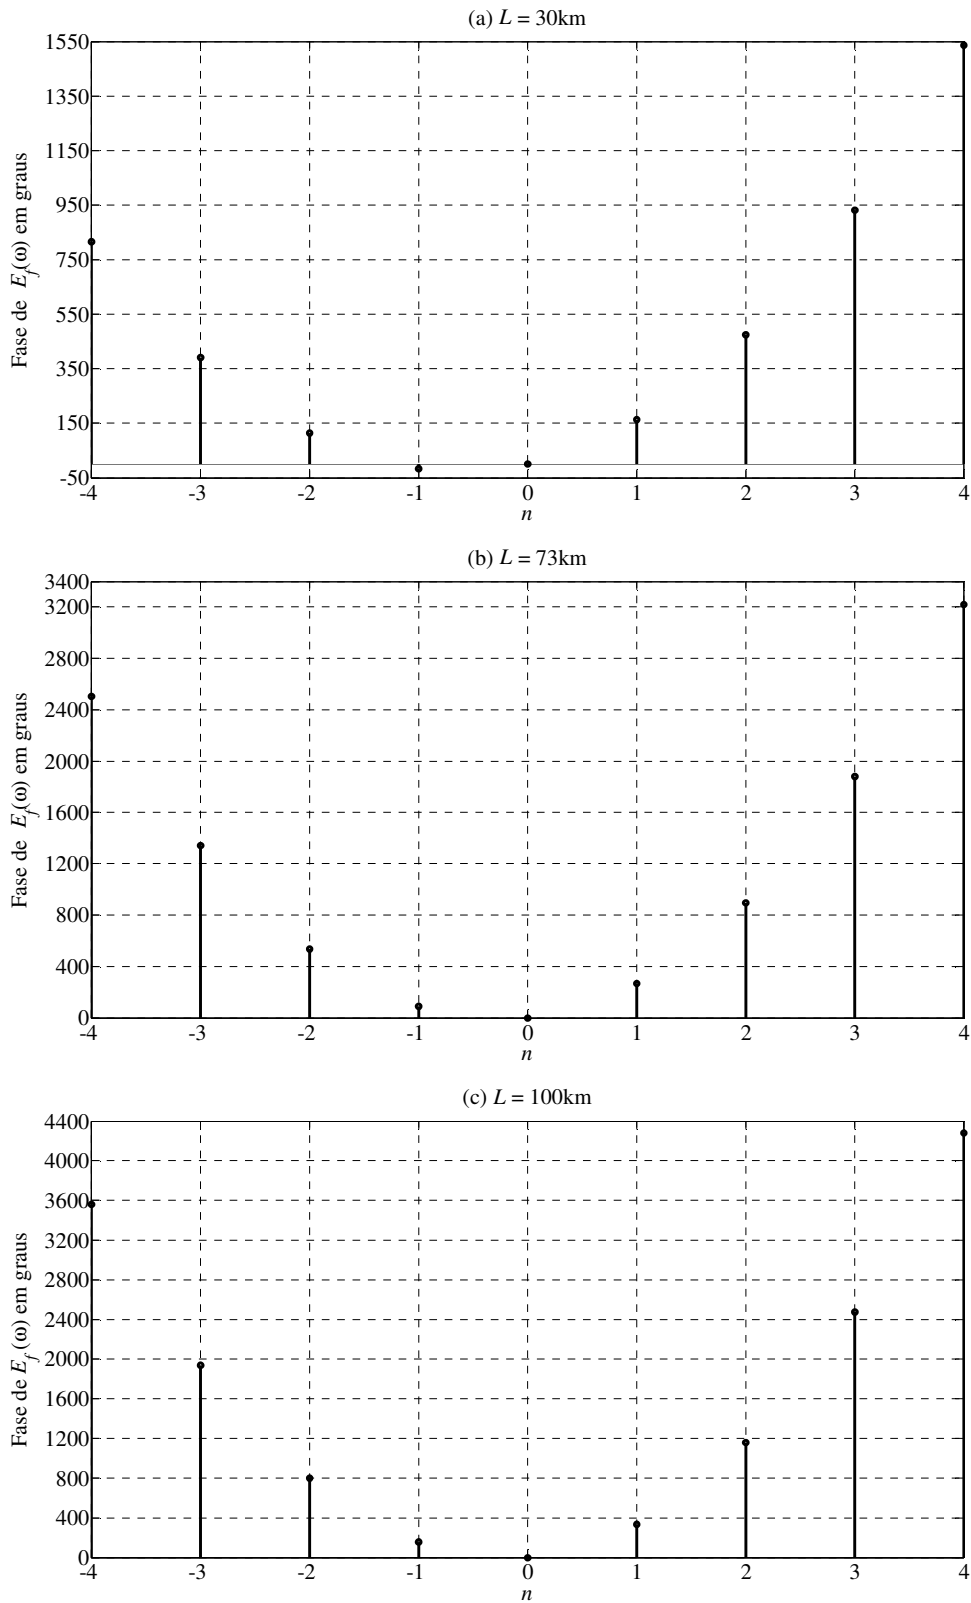 (a) L = 30km
Fase de E_f(ω) em graus
1550
1350
1150
950
750
550
350
150
-50
-4 -3 -2 -1 0 1 2 3 4
n
(b) L = 73km
Fase de E_f(ω) em graus
3400
3200
2800
2400
2000
1600
1200
800
400
0
-4 -3 -2 -1 0 1 2 3 4
n
(c) L = 100km
Fase de E_f(ω) em graus
4400
4000
3600
3200
2800
2400
2000
1600
1200
800
400
0
-4 -3 -2 -1 0 1 2 3 4
n